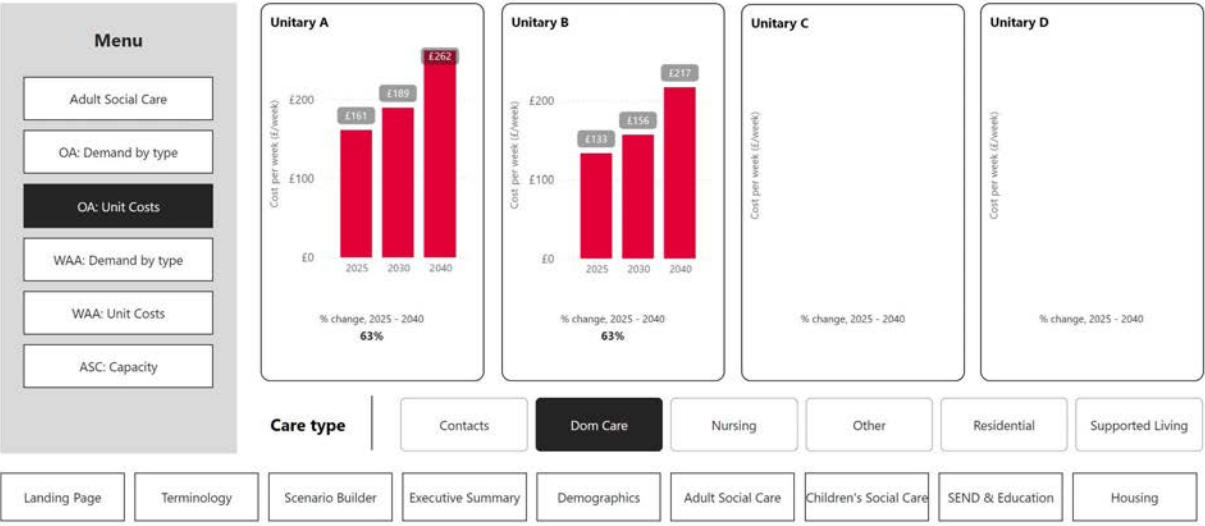 Menu
Adult Social Care
OA: Demand by type
OA: Unit Costs
WAA: Demand by type
WAA: Unit Costs
ASC: Capacity
Unitary A
Cost per week (£/week)
£200
£100
£0
£161
£189
£262
2025 2030 2040
% change, 2025 - 2040
63%
Unitary B
Cost per week (£/week)
£200
£100
£0
£133
£156
£217
2025 2030 2040
% change, 2025 - 2040
63%
Unitary C
Cost per week (£/week)
% change, 2025 - 2040
Unitary D
Cost per week (£/week)
% change, 2025 - 2040
Care type
Contacts
Dom Care
Nursing
Other
Residential
Supported Living
Landing Page
Terminology
Scenario Builder
Executive Summary
Demographics
Adult Social Care
Children's Social Care
SEND & Education
Housing